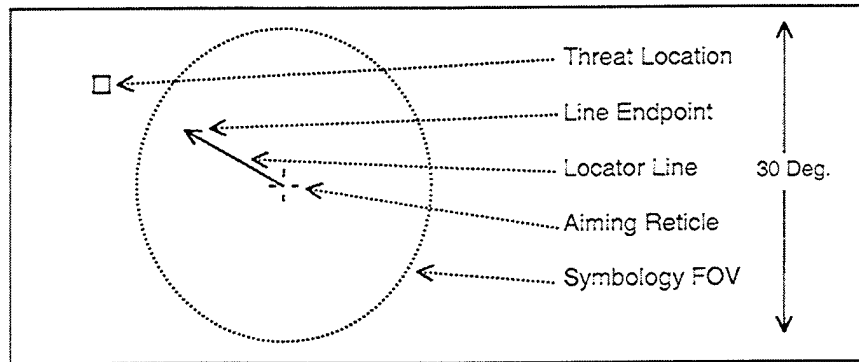 Threat Location
Line Endpoint
Locator Line
30 Deg.
Aiming Reticle
Symbology FOV